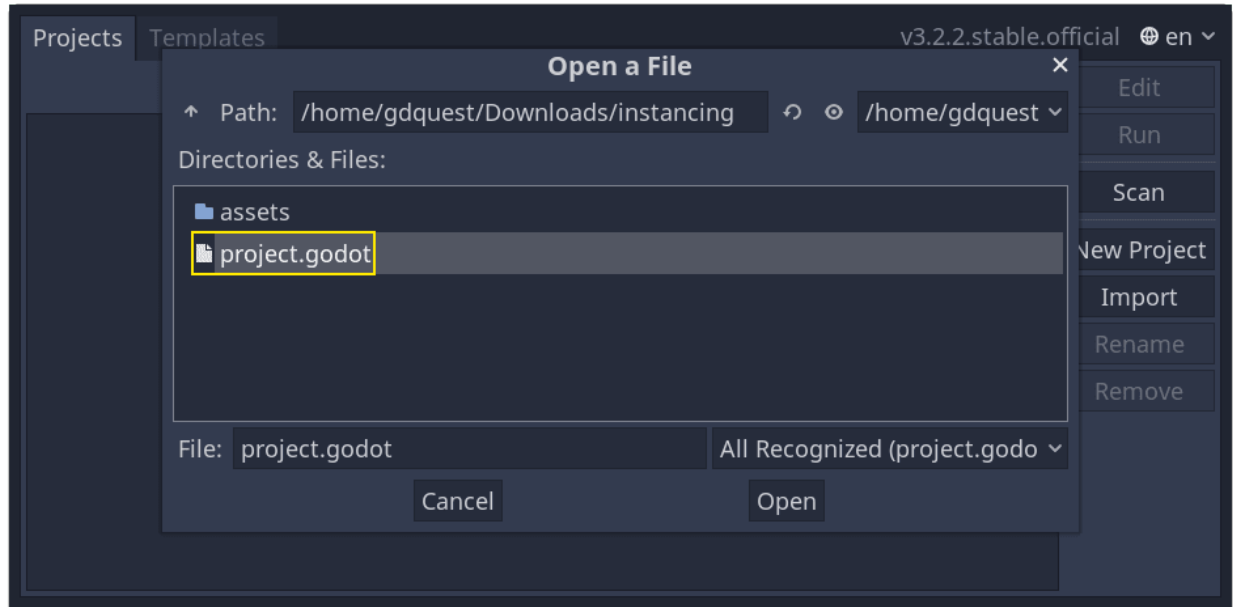 Projects Templates v3.2.2.stable.official en
Open a File
Edit
Path: /home/gdquest/Downloads/instancing /home/gdquest
Run
Directories & Files:
Scan
assets
New Project
project.godot
Import
Rename
Remove
File: project.godot All Recognized (project.godo
Cancel Open